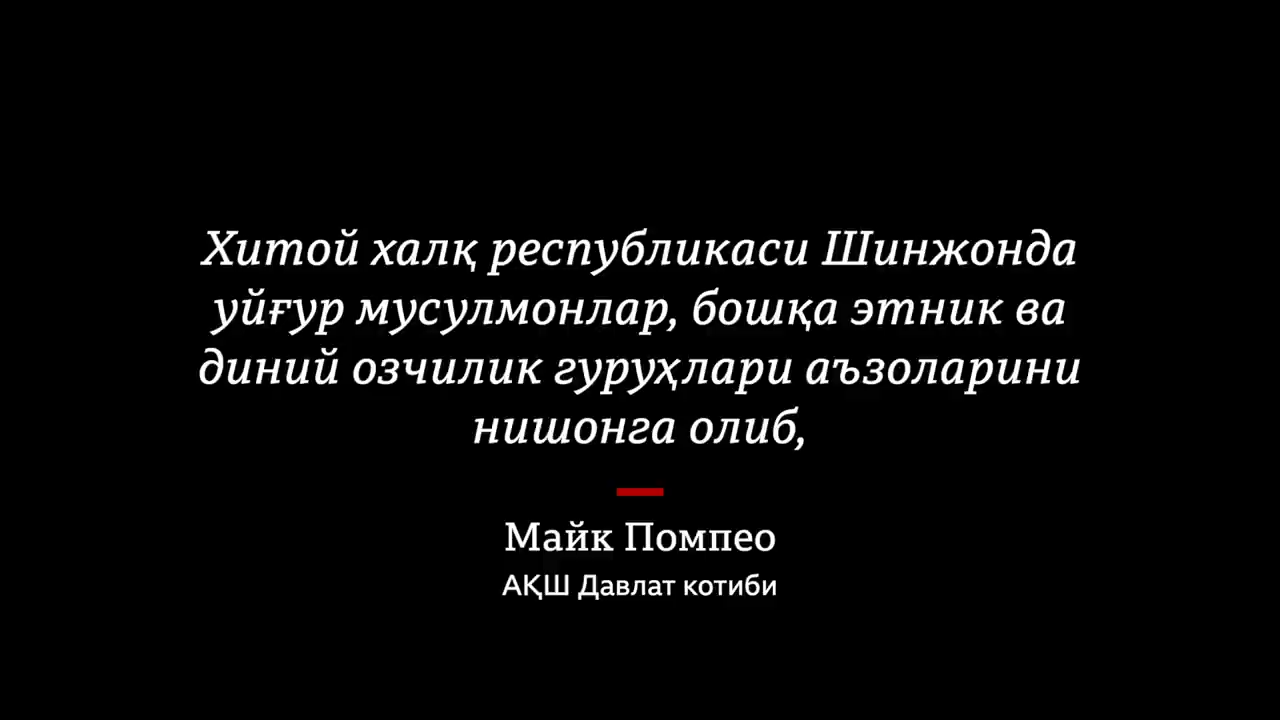 Хитой халқ республикаси Шинжонда
уйғур мусулмонлар, бошқа этник ва
диний озчилик гуруҳлари аъзоларини
нишонга олиб,
Майк Помпео
АҚШ Давлат котиби